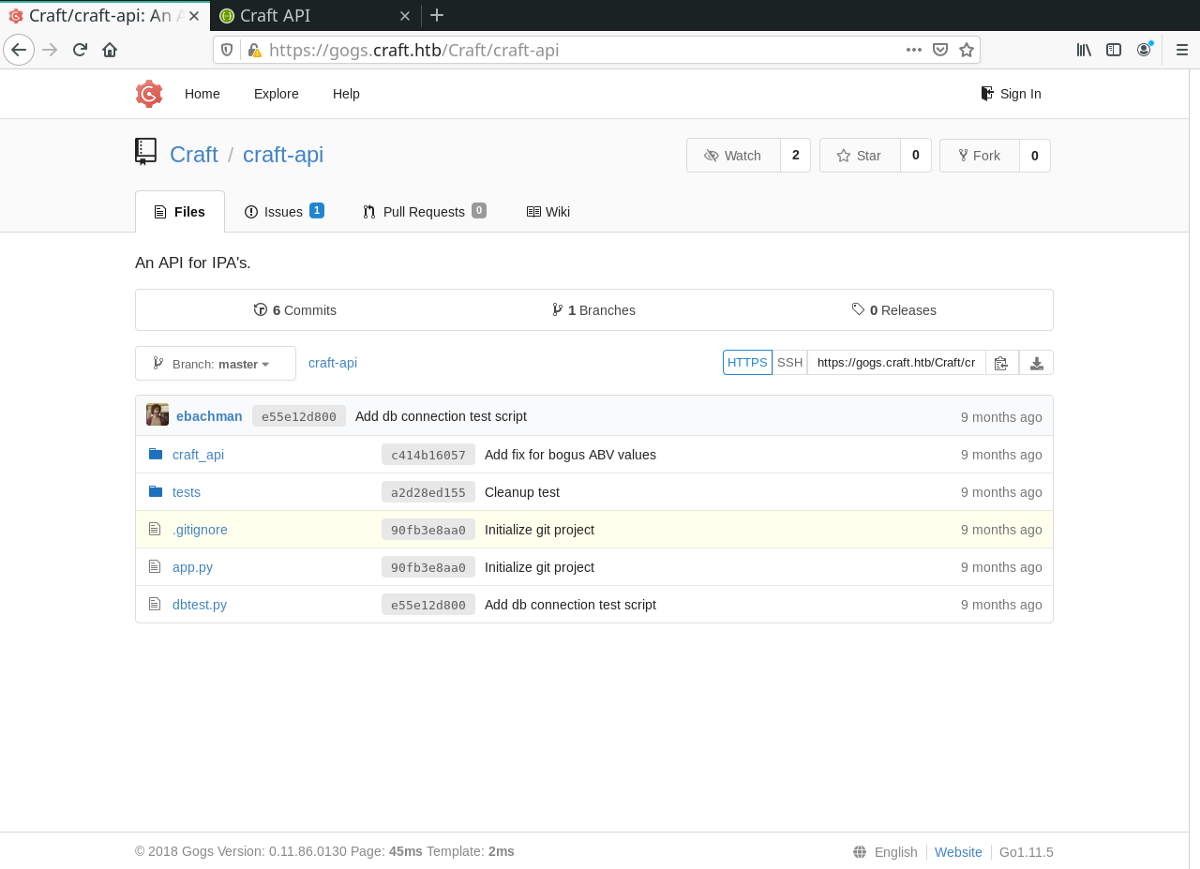 Craft/craft-api: An A
Craft API
https://gogs.craft.htb/Craft/craft-api
Home Explore Help Sign In
Craft / craft-api Watch 2 Star 0 Fork 0
Files Issues 1 Pull Requests 0 Wiki
An API for IPA's.
6 Commits 1 Branches 0 Releases
Branch: master craft-api HTTPS SSH https://gogs.craft.htb/Craft/cr
ebachman e55e12d800 Add db connection test script 9 months ago
craft_api c414b16057 Add fix for bogus ABV values 9 months ago
tests a2d28ed155 Cleanup test 9 months ago
.gitignore 90fb3e8aa0 Initialize git project 9 months ago
app.py 90fb3e8aa0 Initialize git project 9 months ago
dbtest.py e55e12d800 Add db connection test script 9 months ago
© 2018 Gogs Version: 0.11.86.0130 Page: 45ms Template: 2ms English Website Go1.11.5